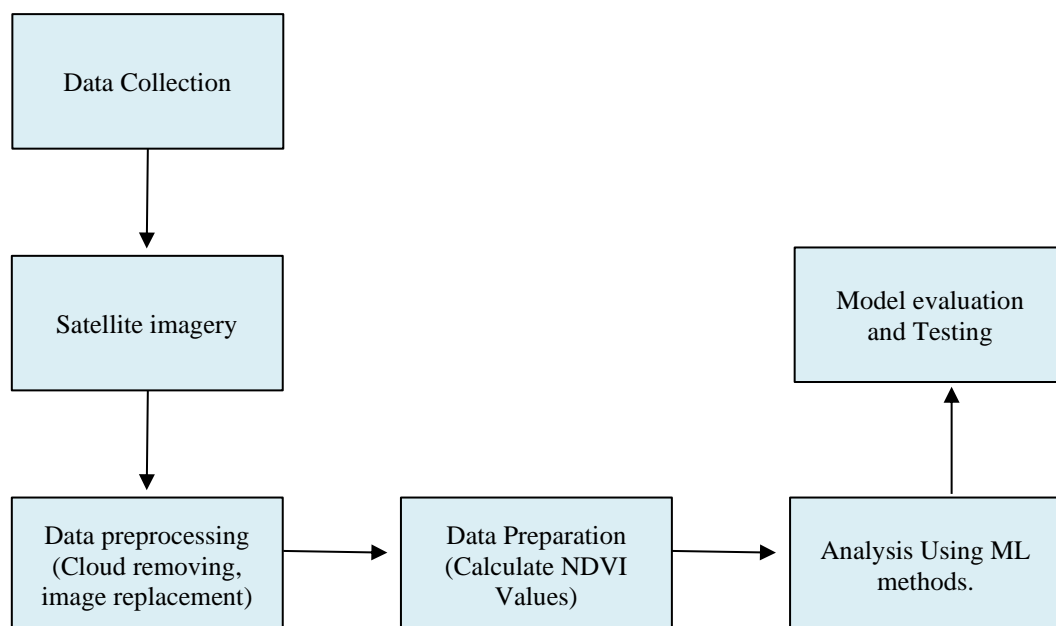 Data Collection
Satellite imagery
Data preprocessing
(Cloud removing,
image replacement)
Data Preparation
(Calculate NDVI
Values)
Analysis Using ML
methods.
Model evaluation
and Testing